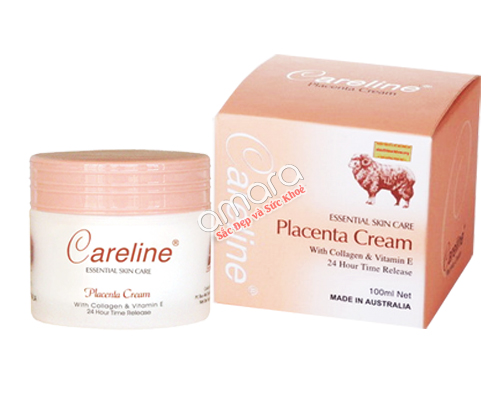 Careline®
Placenta Cream
Careline®
ESSENTIAL SKIN CARE
Placenta Cream
With Collagen & Vitamin E
24 Hour Time Release
100ml Net
MADE IN AUSTRALIA
amara
Sắc Đẹp và Sức Khoẻ
Careline®
ESSENTIAL SKIN CARE
Placenta Cream
With Collagen & Vitamin E
24 Hour Time Release